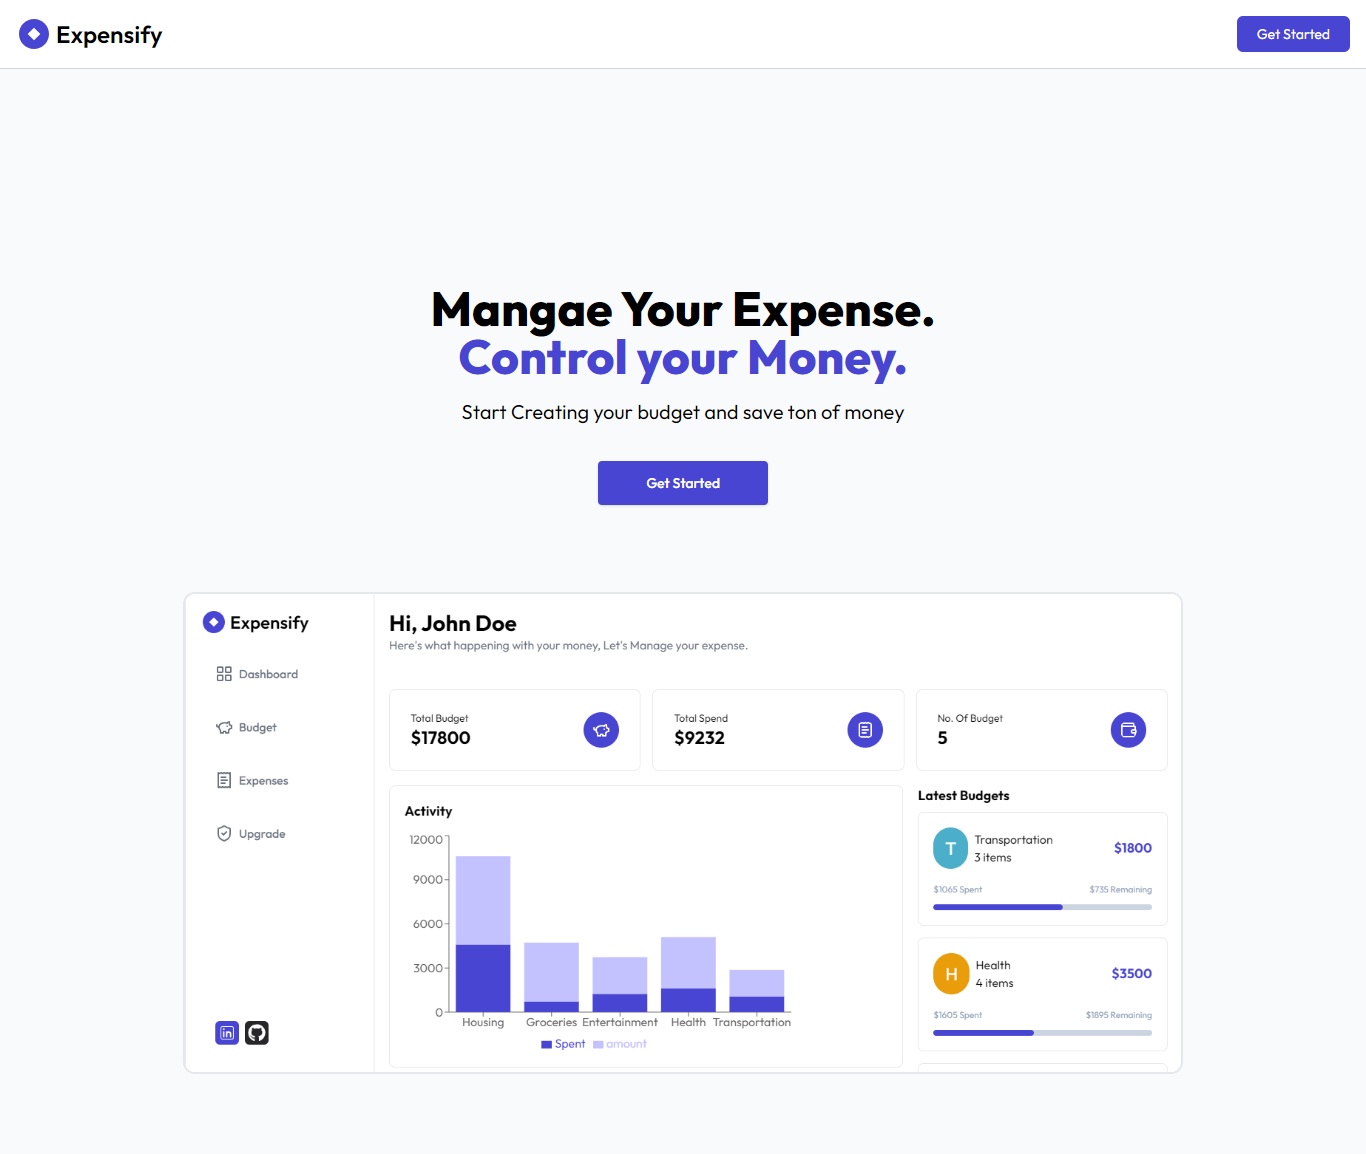 Expensify
Get Started
Mangae Your Expense.
Control your Money.
Start Creating your budget and save ton of money
Get Started
Expensify
Dashboard
Budget
Expenses
Upgrade
in
Hi, John Doe
Here's what happening with your money, Let's Manage your expense.
Total Budget
$17800
Total Spend
$9232
No. Of Budget
5
Activity
12000
9000
6000
3000
0
Housing Groceries Entertainment Health Transportation
Spent amount
Latest Budgets
T
Transportation
3 items
$1800
$1065 Spent
$735 Remaining
H
Health
4 items
$3500
$1605 Spent
$1895 Remaining